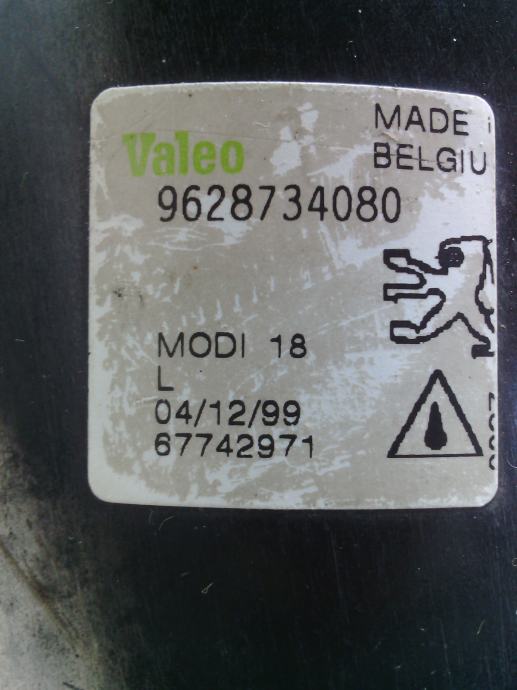 MADE
BELGIU
Valeo
9628734080
MODI 18
L
04/12/99
67742971